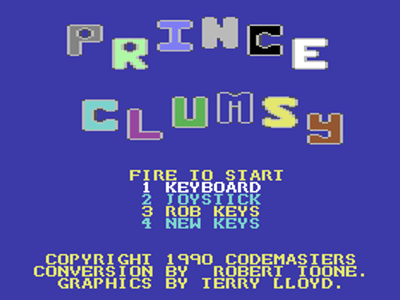 PRINCE
CLUMSY
FIRE TO START
1 KEYBOARD
2 JOYSTICK
3 ROB KEYS
4 NEW KEYS
COPYRIGHT 1990 CODEMASTERS
CONVERSION BY ROBERT TOONE.
GRAPHICS BY TERRY LLOYD.